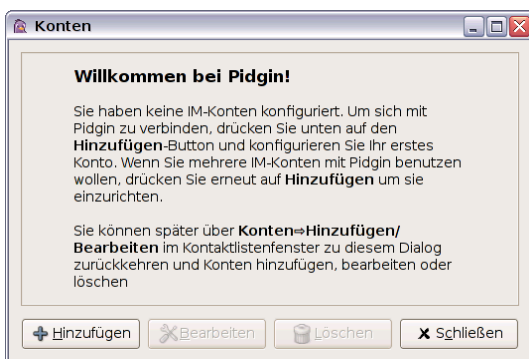 Konten
Willkommen bei Pidgin!
Sie haben keine IM-Konten konfiguriert. Um sich mit
Pidgin zu verbinden, drücken Sie unten auf den
Hinzufügen-Button und konfigurieren Sie Ihr erstes
Konto. Wenn Sie mehrere IM-Konten mit Pidgin benutzen
wollen, drücken Sie erneut auf Hinzufügen um sie
einzurichten.
Sie können später über Konten⇨Hinzufügen/
Bearbeiten im Kontaktlistenfenster zu diesem Dialog
zurückkehren und Konten hinzufügen, bearbeiten oder
löschen
Hinzufügen Bearbeiten Löschen Schließen